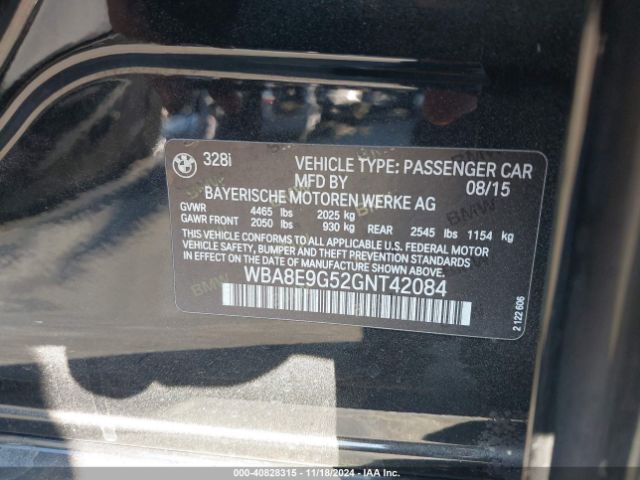 328i VEHICLE TYPE: PASSENGER CAR
MFD BY 08/15
BAYERISCHE MOTOREN WERKE AG
GVWR 4465 lbs 2025 kg
GAWR FRONT 2050 lbs 930 kg REAR 2545 lbs 1154 kg
THIS VEHICLE CONFORMS TO ALL APPLICABLE U.S. FEDERAL MOTOR
VEHICLE SAFETY, BUMPER AND THEFT PREVENTION STANDARDS
IN EFFECT ON THE DATE OF MANUFACTURE SHOWN ABOVE.
WBA8E9G52GNT42084
2 122 606
000-40828315 - 11/18/2024 - IAA Inc.